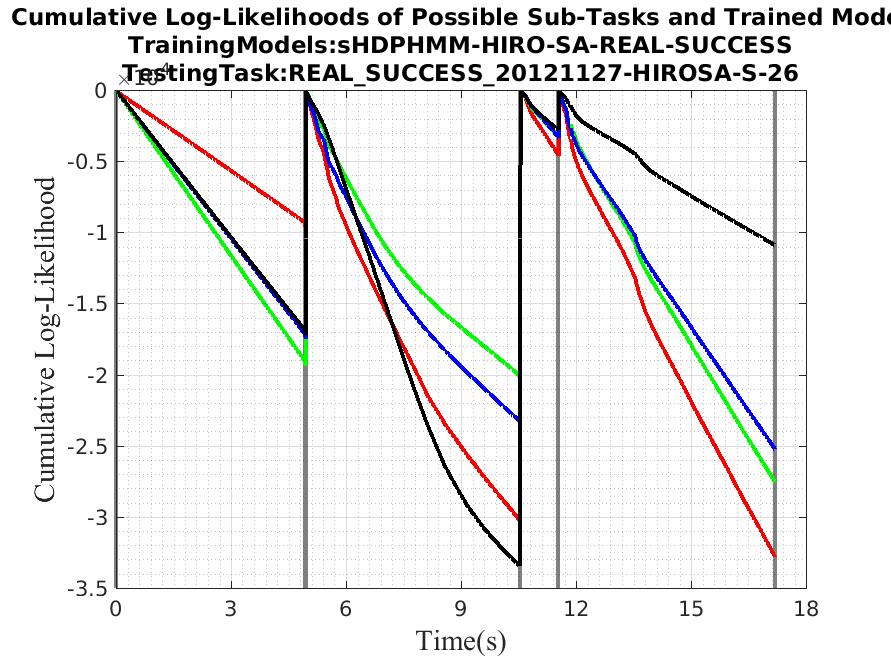 Cumulative Log-Likelihoods of Possible Sub-Tasks and Trained Mode
TrainingModels:sHDPHMM-HIRO-SA-REAL-SUCCESS
TestingTask:REAL_SUCCESS_20121127-HIROSA-S-26
×10^4
0
-0.5
-1
-1.5
-2
-2.5
-3
-3.5
Cumulative Log-Likelihood
0 3 6 9 12 15 18
Time(s)